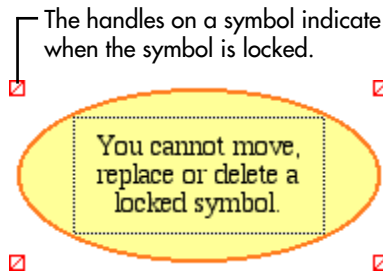 The handles on a symbol indicate
when the symbol is locked.
You cannot move,
replace or delete a
locked symbol.